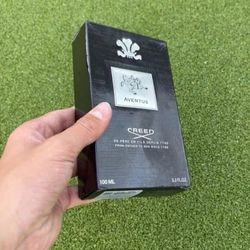 AVENTUS
CREED
DE PÈRE EN FILS DEPUIS 1760
FROM FATHER TO SON SINCE 1760
100 ML
3.3 FL.OZ